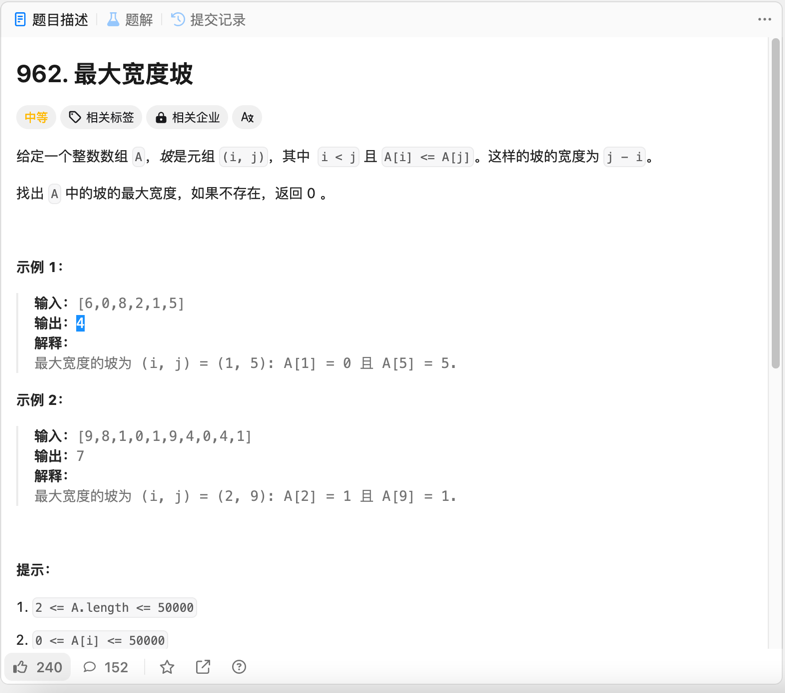 题目描述 题解 提交记录
962. 最大宽度坡
中等 相关标签 相关企业
给定一个整数数组 A，坡是元组 (i, j)，其中 i < j 且 A[i] <= A[j]。这样的坡的宽度为 j - i。
找出 A 中的坡的最大宽度，如果不存在，返回 0 。
示例 1：
输入：[6,0,8,2,1,5]
输出：4
解释：
最大宽度的坡为 (i, j) = (1, 5): A[1] = 0 且 A[5] = 5.
示例 2：
输入：[9,8,1,0,1,9,4,0,4,1]
输出：7
解释：
最大宽度的坡为 (i, j) = (2, 9): A[2] = 1 且 A[9] = 1.
提示：
1. 2 <= A.length <= 50000
2. 0 <= A[i] <= 50000
240 152